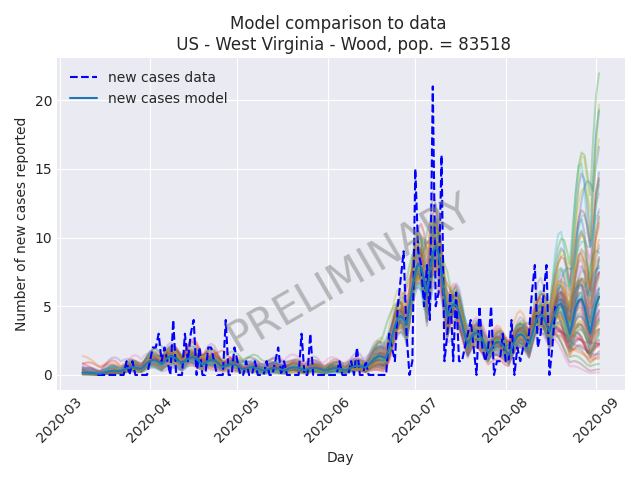 Model comparison to data
US - West Virginia - Wood, pop. = 83518
new cases data
new cases model
Number of new cases reported
20
15
10
5
0
PRELIMINARY
2020-03
2020-04
2020-05
2020-06
2020-07
2020-08
2020-09
Day